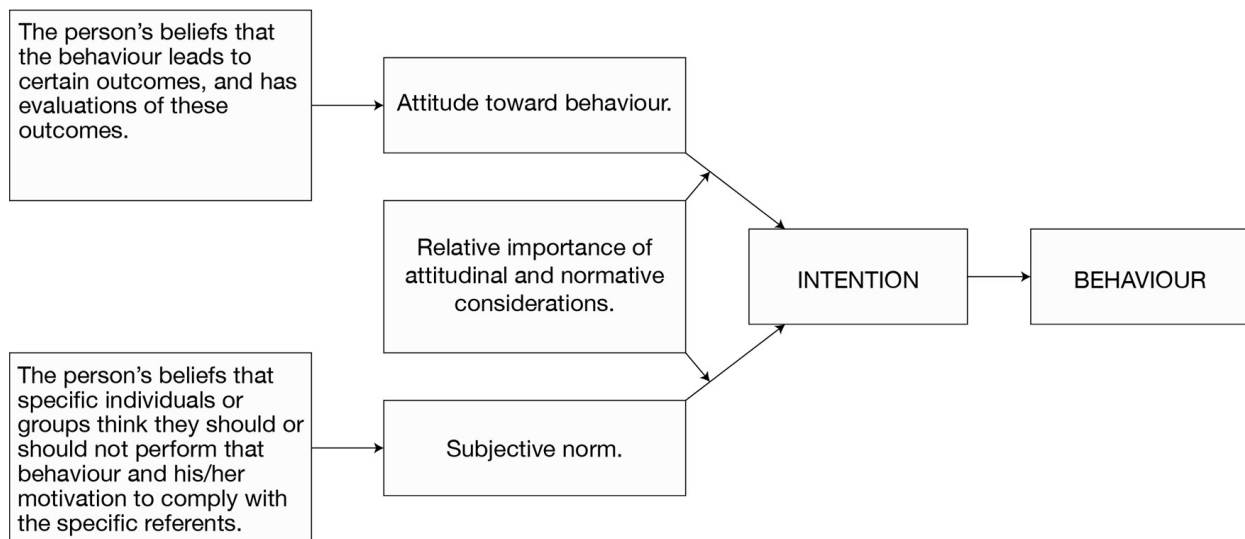 The person’s beliefs that
the behaviour leads to
certain outcomes, and has
evaluations of these
outcomes.
Attitude toward behaviour.
Relative importance of
attitudinal and normative
considerations.
INTENTION
BEHAVIOUR
The person’s beliefs that
specific individuals or
groups think they should or
should not perform that
behaviour and his/her
motivation to comply with
the specific referents.
Subjective norm.